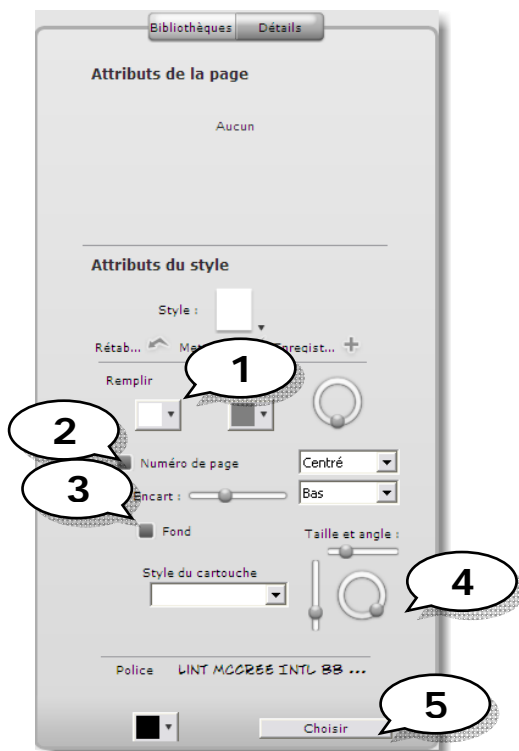 Bibliothèques Détails
Attributs de la page
Aucun
Attributs du style
Style :
Rétab... Enregist...
1
Remplir
2
Numéro de page Centré
3
Encart : Bas
Fond Taille et angle :
Style du cartouche
4
Police LINT MCCREE INTL BB ...
5
Choisir